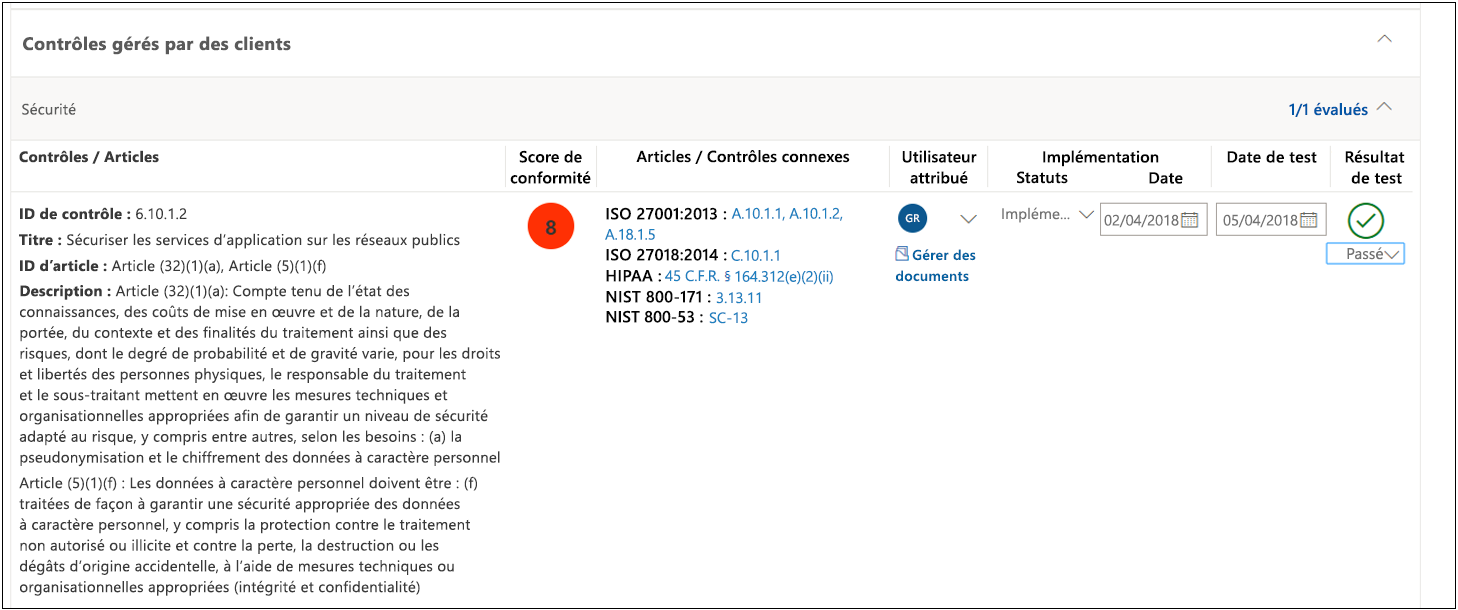 Contrôles gérés par des clients
Sécurité
1/1 évalués
Contrôles / Articles
Score de
conformité
Articles / Contrôles connexes
Utilisateur
attribué
Implémentation
Statuts Date
Date de test
Résultat
de test
ID de contrôle : 6.10.1.2
Titre : Sécuriser les services d’application sur les réseaux publics
ID d’article : Article (32)(1)(a), Article (5)(1)(f)
Description : Article (32)(1)(a): Compte tenu de l’état des
connaissances, des coûts de mise en œuvre et de la nature, de la
portée, du contexte et des finalités du traitement ainsi que des
risques, dont le degré de probabilité et de gravité varie, pour les droits
et libertés des personnes physiques, le responsable du traitement
et le sous-traitant mettent en œuvre les mesures techniques et
organisationnelles appropriées afin de garantir un niveau de sécurité
adapté au risque, y compris entre autres, selon les besoins : (a) la
pseudonymisation et le chiffrement des données à caractère personnel
Article (5)(1)(f) : Les données à caractère personnel doivent être : (f)
traitées de façon à garantir une sécurité appropriée des données
à caractère personnel, y compris la protection contre le traitement
non autorisé ou illicite et contre la perte, la destruction ou les
dégâts d’origine accidentelle, à l’aide de mesures techniques ou
organisationnelles appropriées (intégrité et confidentialité)
8
ISO 27001:2013 : A.10.1.1, A.10.1.2,
A.18.1.5
ISO 27018:2014 : C.10.1.1
HIPAA : 45 C.F.R. § 164.312(e)(2)(ii)
NIST 800-171 : 3.13.11
NIST 800-53 : SC-13
GR
Gérer des
documents
Impléme...
02/04/2018
05/04/2018
Passé